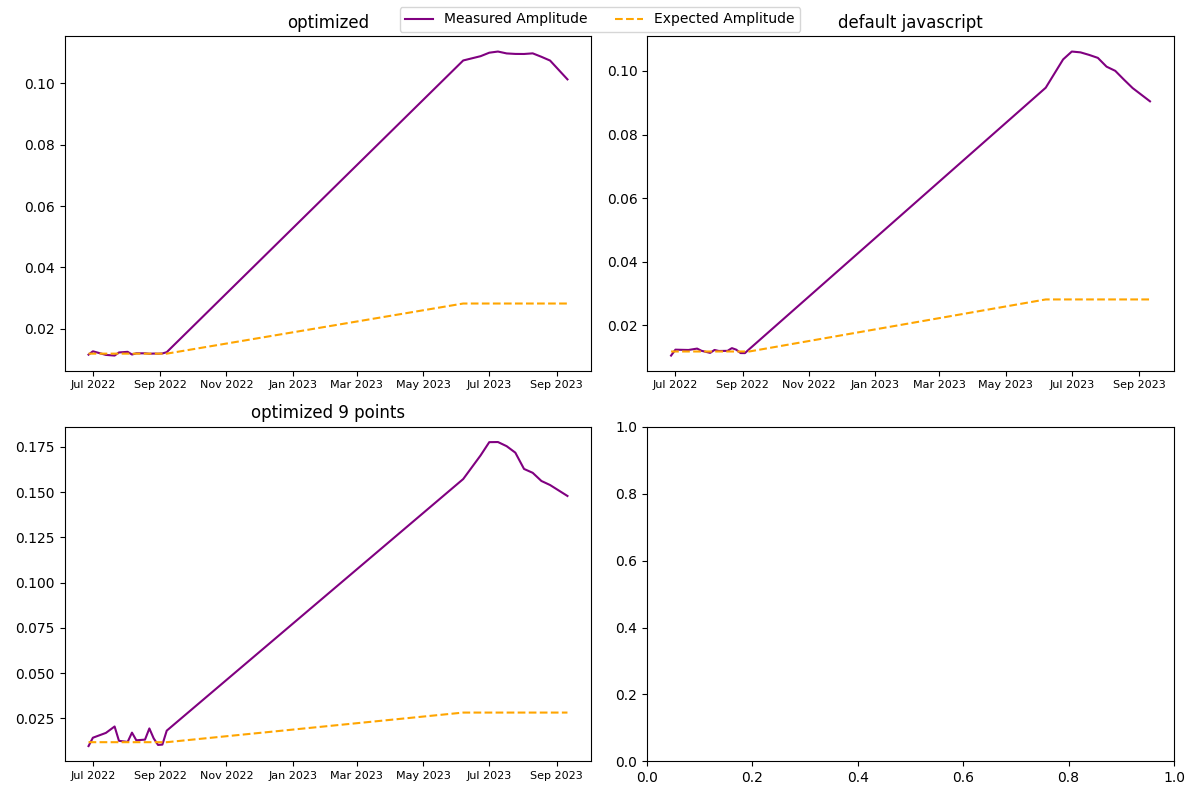 Measured Amplitude Expected Amplitude
optimized
0.10
0.08
0.06
0.04
0.02
Jul 2022 Sep 2022 Nov 2022 Jan 2023 Mar 2023 May 2023 Jul 2023 Sep 2023
default javascript
0.10
0.08
0.06
0.04
0.02
Jul 2022 Sep 2022 Nov 2022 Jan 2023 Mar 2023 May 2023 Jul 2023 Sep 2023
optimized 9 points
0.175
0.150
0.125
0.100
0.075
0.050
0.025
Jul 2022 Sep 2022 Nov 2022 Jan 2023 Mar 2023 May 2023 Jul 2023 Sep 2023
1.0
0.8
0.6
0.4
0.2
0.0
0.0 0.2 0.4 0.6 0.8 1.0